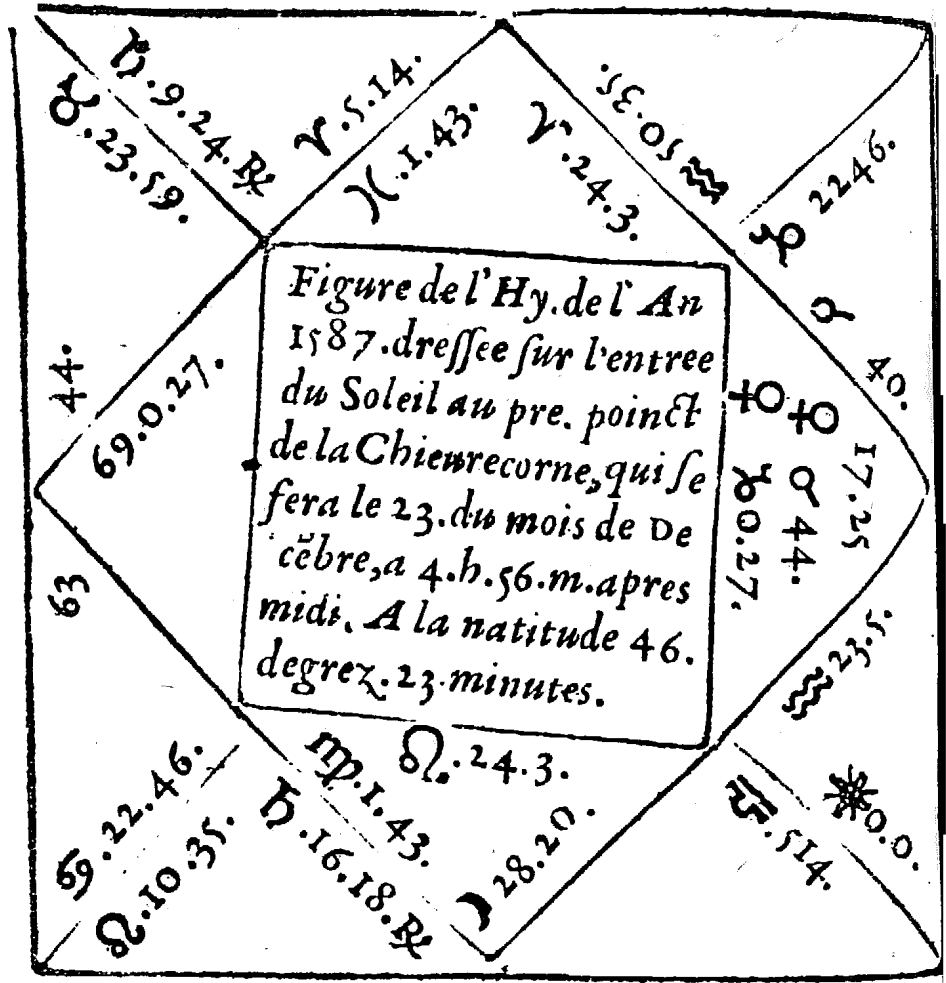 ♄.9.24.℞
♉.23.59.
♈.5.14.
♓.1.43.
♈.24.3.
♒ 50.35.
♑ 2246.
☌ 40.
♀ ♀ 17.25
☌ 44.
♑0.27.
44.
69.0.27.
63
Figure de l'Hy.de l' An
1587.dreſſee ſur l'entree
du Soleil au pre. poinct
de la Chieurecorne,qui ſe
fera le 23.du mois de De
cẽbre,a 4.h.56.m.apres
midi. A la natitude 46.
degrez.23.minutes.
♒23.5.
♋.22.46.
♌.10.35.
♍.1.43.
♄.16.18.℞
♌.24.3.
☽28.20.
♎.514.
☀0.0.